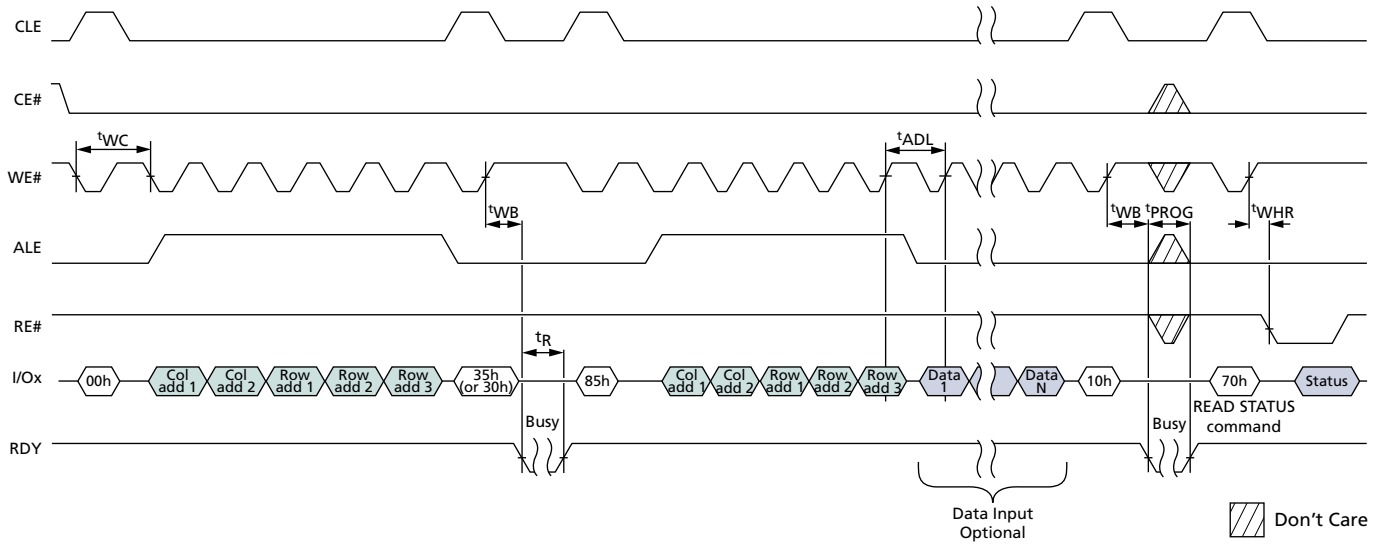 CLE
CE#
tWC
tADL
WE#
tWB
tWB
tPROG
tWHR
ALE
RE#
tR
I/Ox
00h
Col add 1
Col add 2
Row add 1
Row add 2
Row add 3
35h
(or 30h)
85h
Col add 1
Col add 2
Row add 1
Row add 2
Row add 3
Data 1
Data N
10h
70h
Status
READ STATUS
command
Busy
Busy
RDY
Data Input
Optional
Don't Care